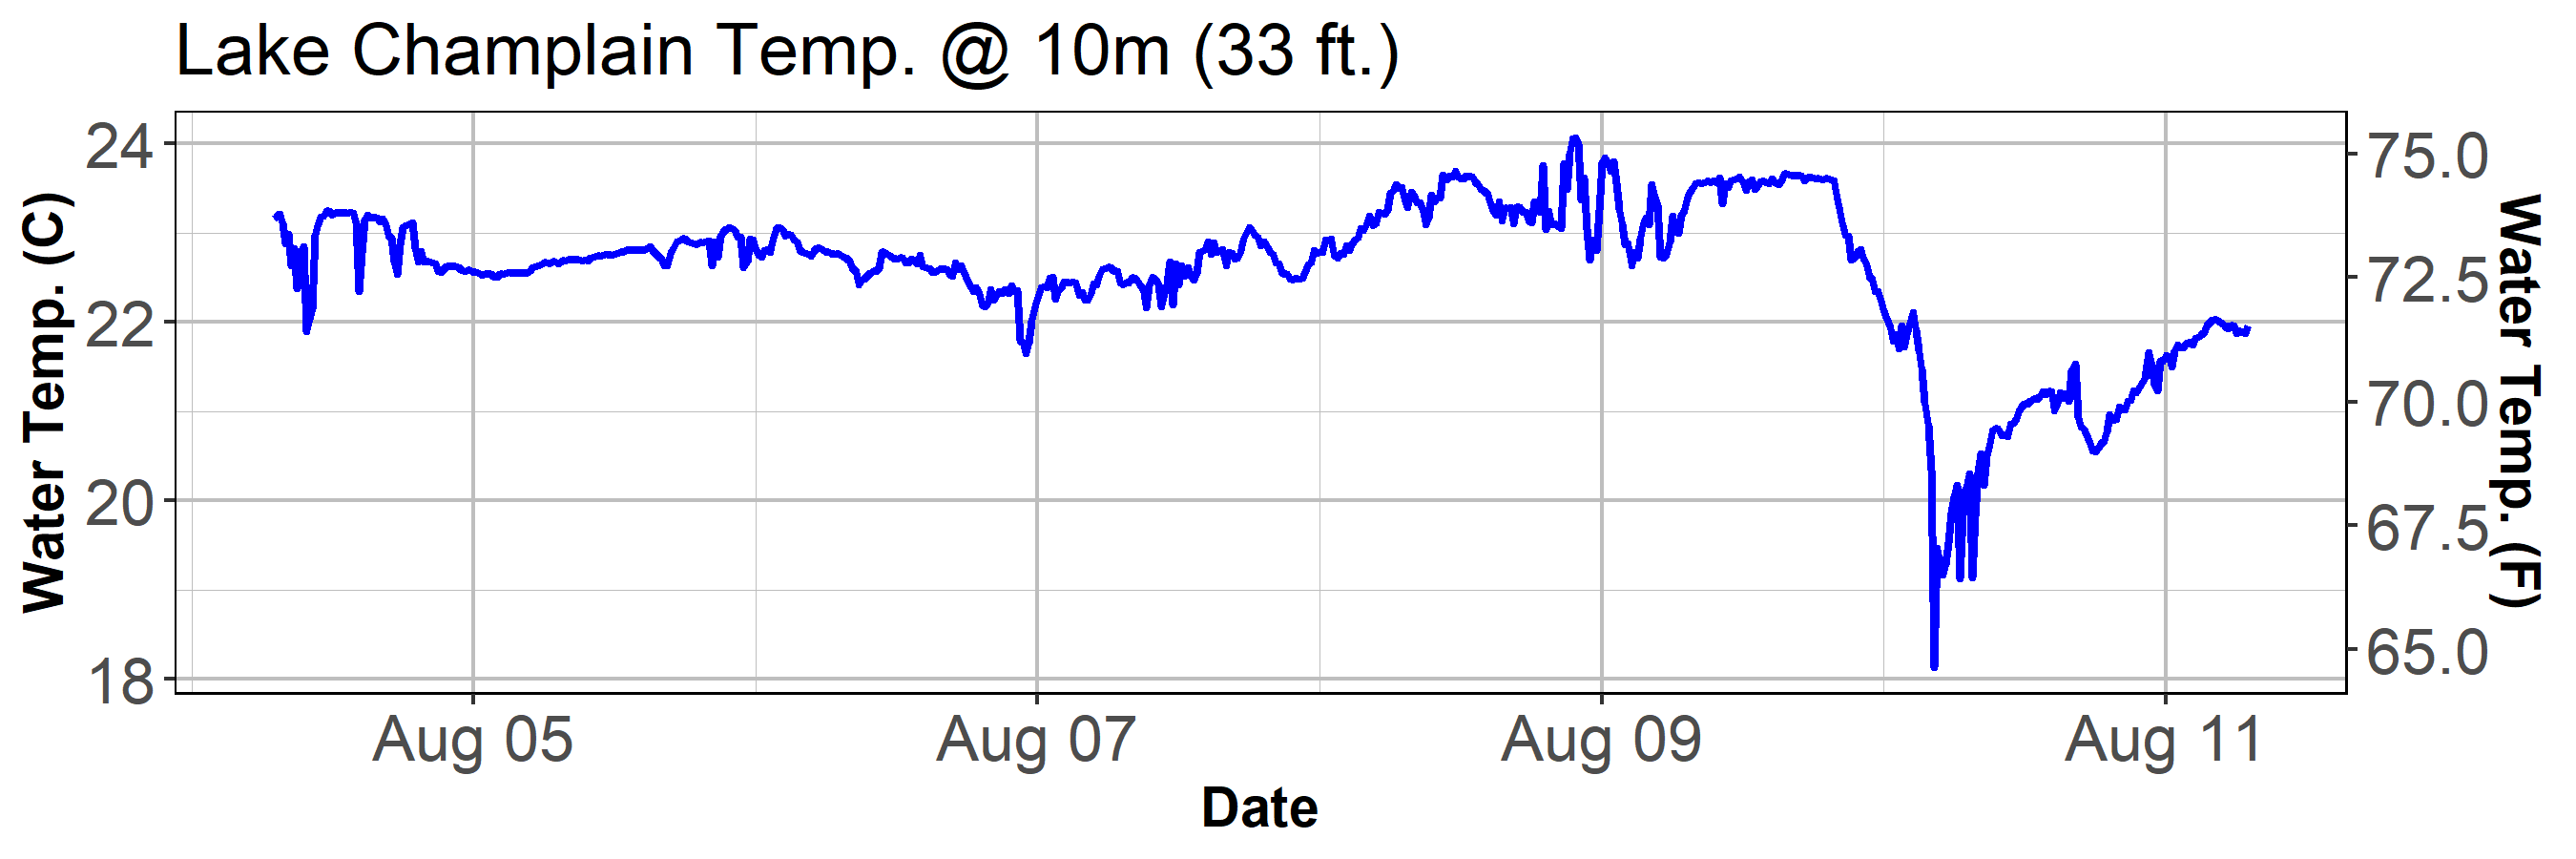 Lake Champlain Temp. @ 10m (33 ft.)
Water Temp. (C)
24
22
20
18
75.0
72.5
70.0
67.5
65.0
Water Temp. (F)
Aug 05
Aug 07
Aug 09
Aug 11
Date